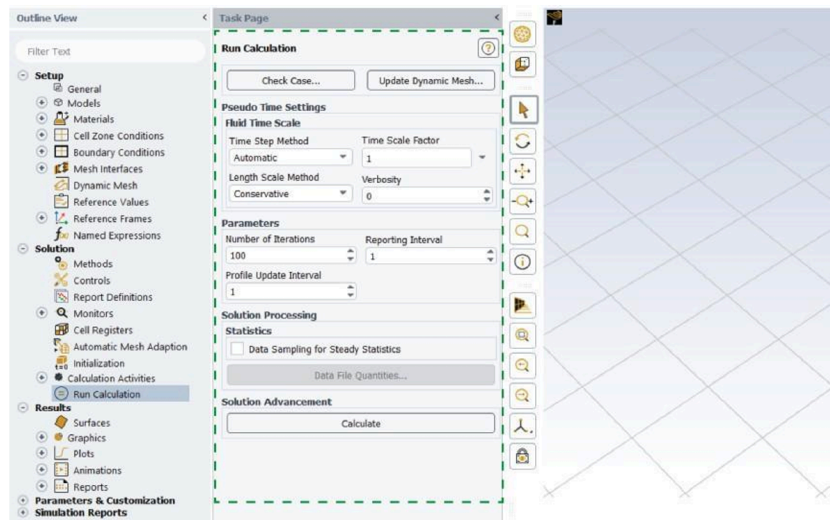 Outline View
Filter Text
Setup
General
Models
Materials
Cell Zone Conditions
Boundary Conditions
Mesh Interfaces
Dynamic Mesh
Reference Values
Reference Frames
Named Expressions
Solution
Methods
Controls
Report Definitions
Monitors
Cell Registers
Automatic Mesh Adaption
Initialization
Calculation Activities
Run Calculation
Results
Surfaces
Graphics
Plots
Animations
Reports
Parameters & Customization
Simulation Reports
Task Page
Run Calculation
Check Case... Update Dynamic Mesh...
Pseudo Time Settings
Fluid Time Scale
Time Step Method Time Scale Factor
Automatic 1
Length Scale Method Verbosity
Conservative 0
Parameters
Number of Iterations Reporting Interval
100 1
Profile Update Interval
1
Solution Processing
Statistics
Data Sampling for Steady Statistics
Data File Quantities...
Solution Advancement
Calculate